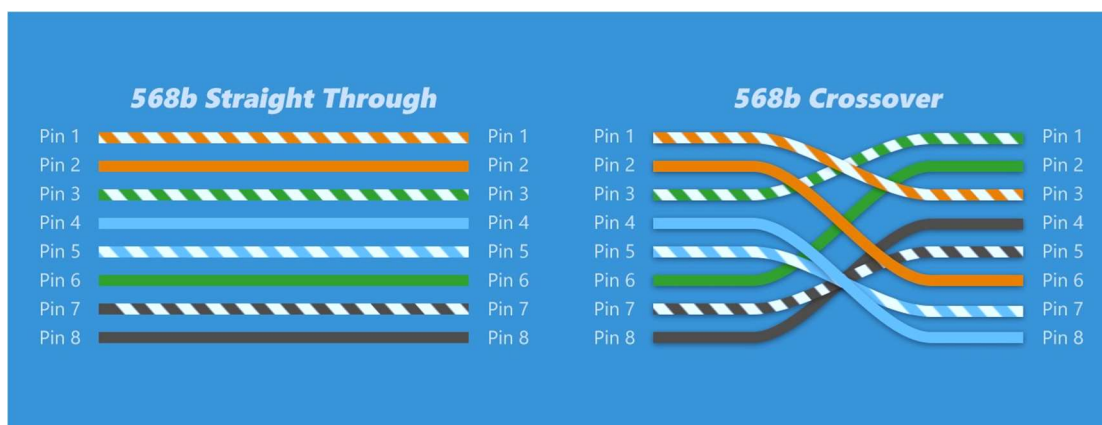 568b Straight Through
Pin 1 Pin 1
Pin 2 Pin 2
Pin 3 Pin 3
Pin 4 Pin 4
Pin 5 Pin 5
Pin 6 Pin 6
Pin 7 Pin 7
Pin 8 Pin 8
568b Crossover
Pin 1 Pin 1
Pin 2 Pin 2
Pin 3 Pin 3
Pin 4 Pin 4
Pin 5 Pin 5
Pin 6 Pin 6
Pin 7 Pin 7
Pin 8 Pin 8